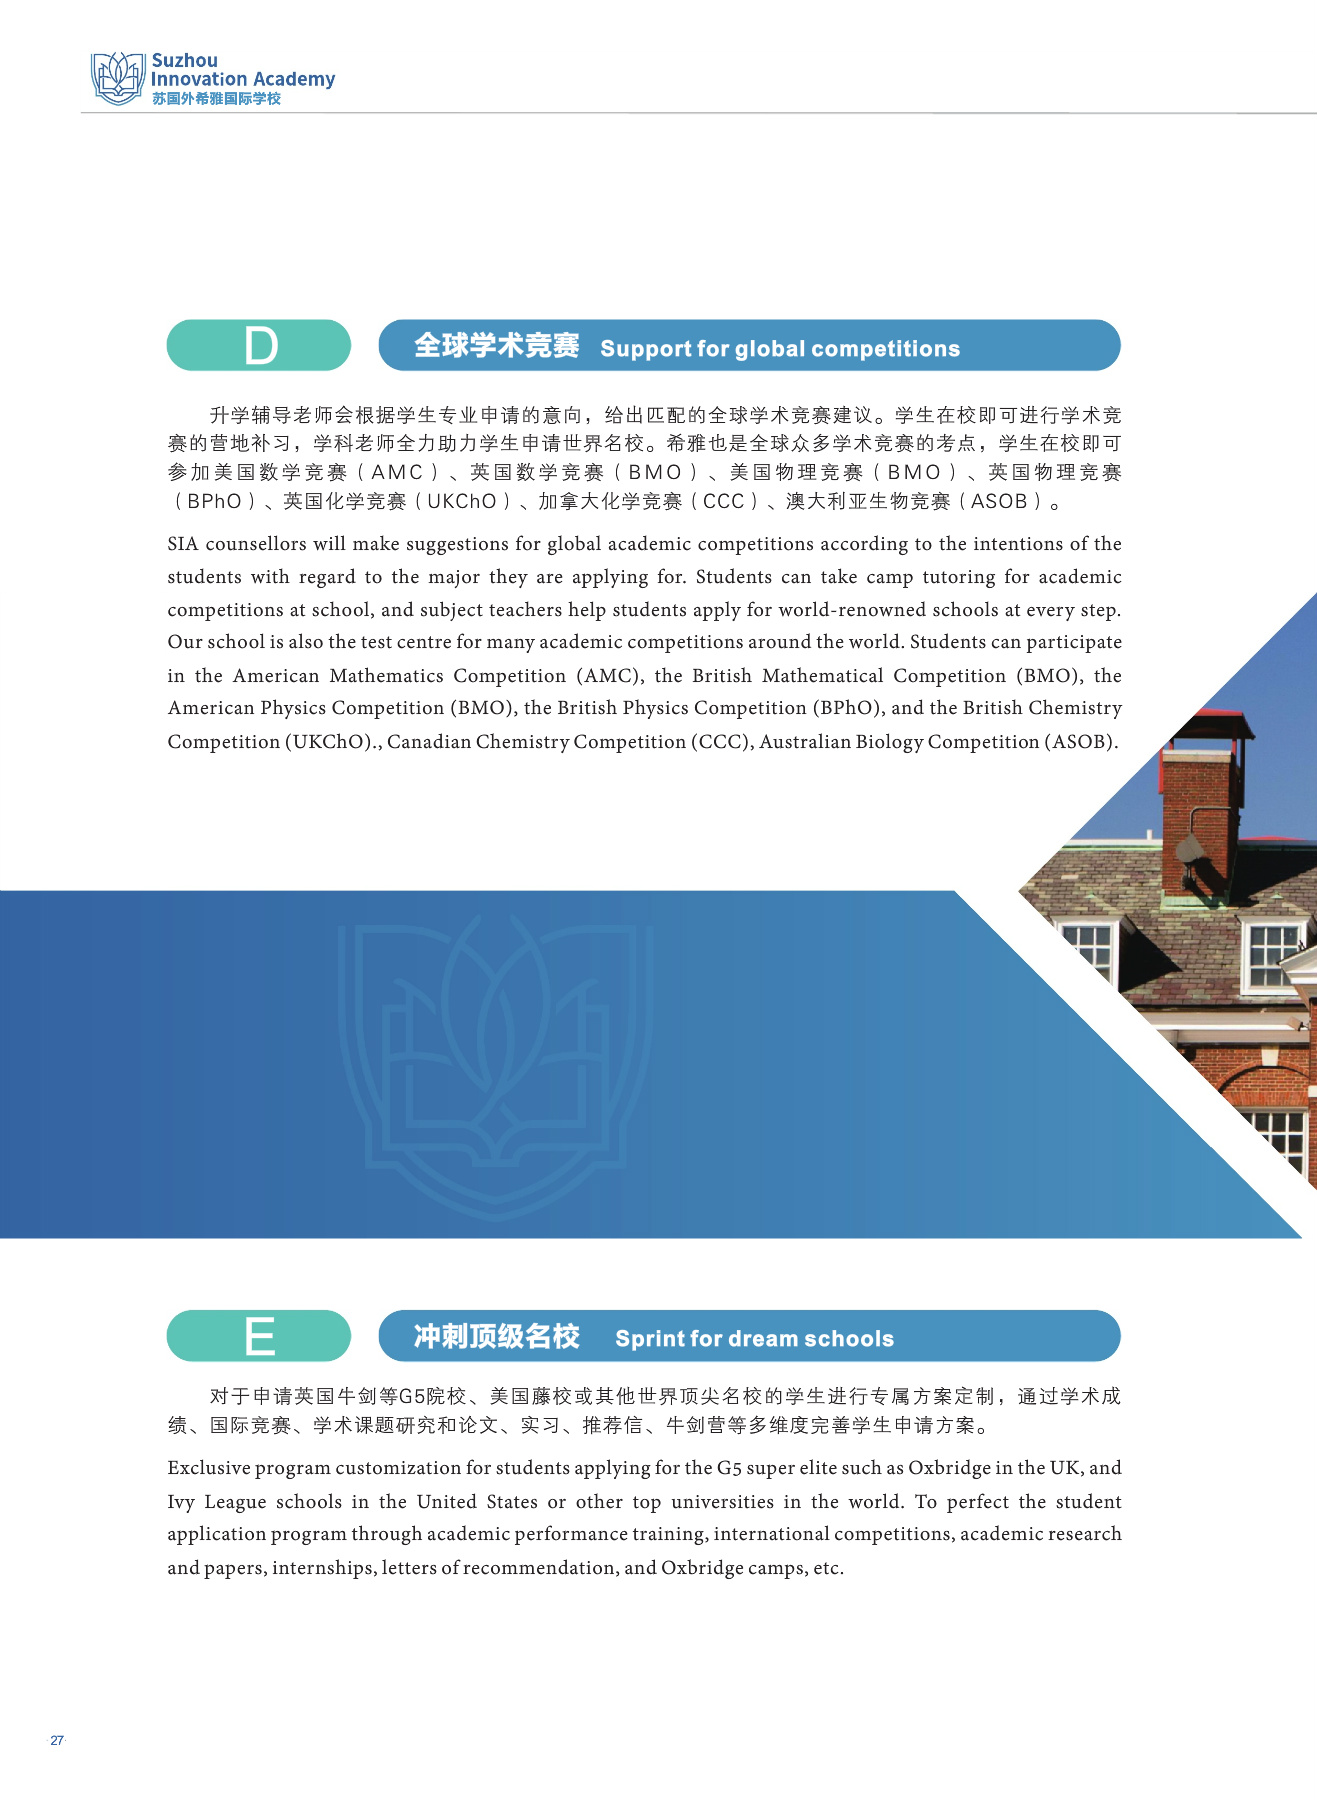 Suzhou
Innovation Academy
苏国外希雅国际学校
D
全球学术竞赛 Support for global competitions
升学辅导老师会根据学生专业申请的意向，给出匹配的全球学术竞赛建议。学生在校即可进行学术竞
赛的营地补习，学科老师全力助力学生申请世界名校。希雅也是全球众多学术竞赛的考点，学生在校即可
参加美国数学竞赛（AMC）、英国数学竞赛（BMO）、美国物理竞赛（BMO）、英国物理竞赛
（BPhO）、英国化学竞赛（UKChO）、加拿大化学竞赛（CCC）、澳大利亚生物竞赛（ASOB）。
SIA counsellors will make suggestions for global academic competitions according to the intentions of the
students with regard to the major they are applying for. Students can take camp tutoring for academic
competitions at school, and subject teachers help students apply for world-renowned schools at every step.
Our school is also the test centre for many academic competitions around the world. Students can participate
in the American Mathematics Competition (AMC), the British Mathematical Competition (BMO), the
American Physics Competition (BMO), the British Physics Competition (BPhO), and the British Chemistry
Competition (UKChO)., Canadian Chemistry Competition (CCC), Australian Biology Competition (ASOB).
E
冲刺顶级名校 Sprint for dream schools
对于申请英国牛剑等G5院校、美国藤校或其他世界顶尖名校的学生进行专属方案定制，通过学术成
绩、国际竞赛、学术课题研究和论文、实习、推荐信、牛剑营等多维度完善学生申请方案。
Exclusive program customization for students applying for the G5 super elite such as Oxbridge in the UK, and
Ivy League schools in the United States or other top universities in the world. To perfect the student
application program through academic performance training, international competitions, academic research
and papers, internships, letters of recommendation, and Oxbridge camps, etc.
27